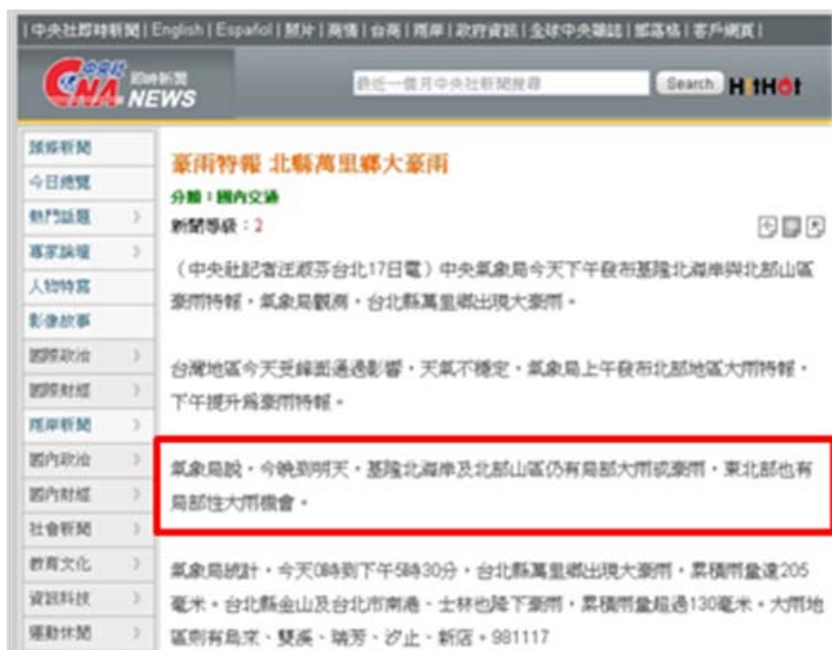 | 中央社即時新聞 | English | Español | 照片 | 商情 | 台商 | 兩岸 | 政府資訊 | 全球中央雜誌 | 部落格 | 客戶網頁 |
中央社 即時新聞
CNA NEWS
最近一個月中央社新聞搜尋 Search HitHot
頭條新聞
今日總覽
熱門話題
專家論壇
人物特寫
影像故事
國際政治
國際財經
兩岸新聞
國內政治
國內財經
社會新聞
教育文化
資訊科技
運動休閒
豪雨特報 北縣萬里鄉大豪雨
分類：國內交通
新聞等級：2
（中央社記者汪淑芬台北17日電）中央氣象局今天下午發布基隆北海岸與北部山區
豪雨特報，氣象局觀測，台北縣萬里鄉出現大豪雨。
台灣地區今天受鋒面通過影響，天氣不穩定，氣象局上午發布北部地區大雨特報，
下午提升為豪雨特報。
氣象局說，今晚到明天，基隆北海岸及北部山區仍有局部大雨或豪雨，東北部也有
局部性大雨機會。
氣象局統計，今天0時到下午5時30分，台北縣萬里鄉出現大豪雨，累積雨量達205
毫米。台北縣金山及台北市南港、士林也降下豪雨，累積雨量超過130毫米。大雨地
區則有烏來、雙溪、瑞芳、汐止、新店。981117